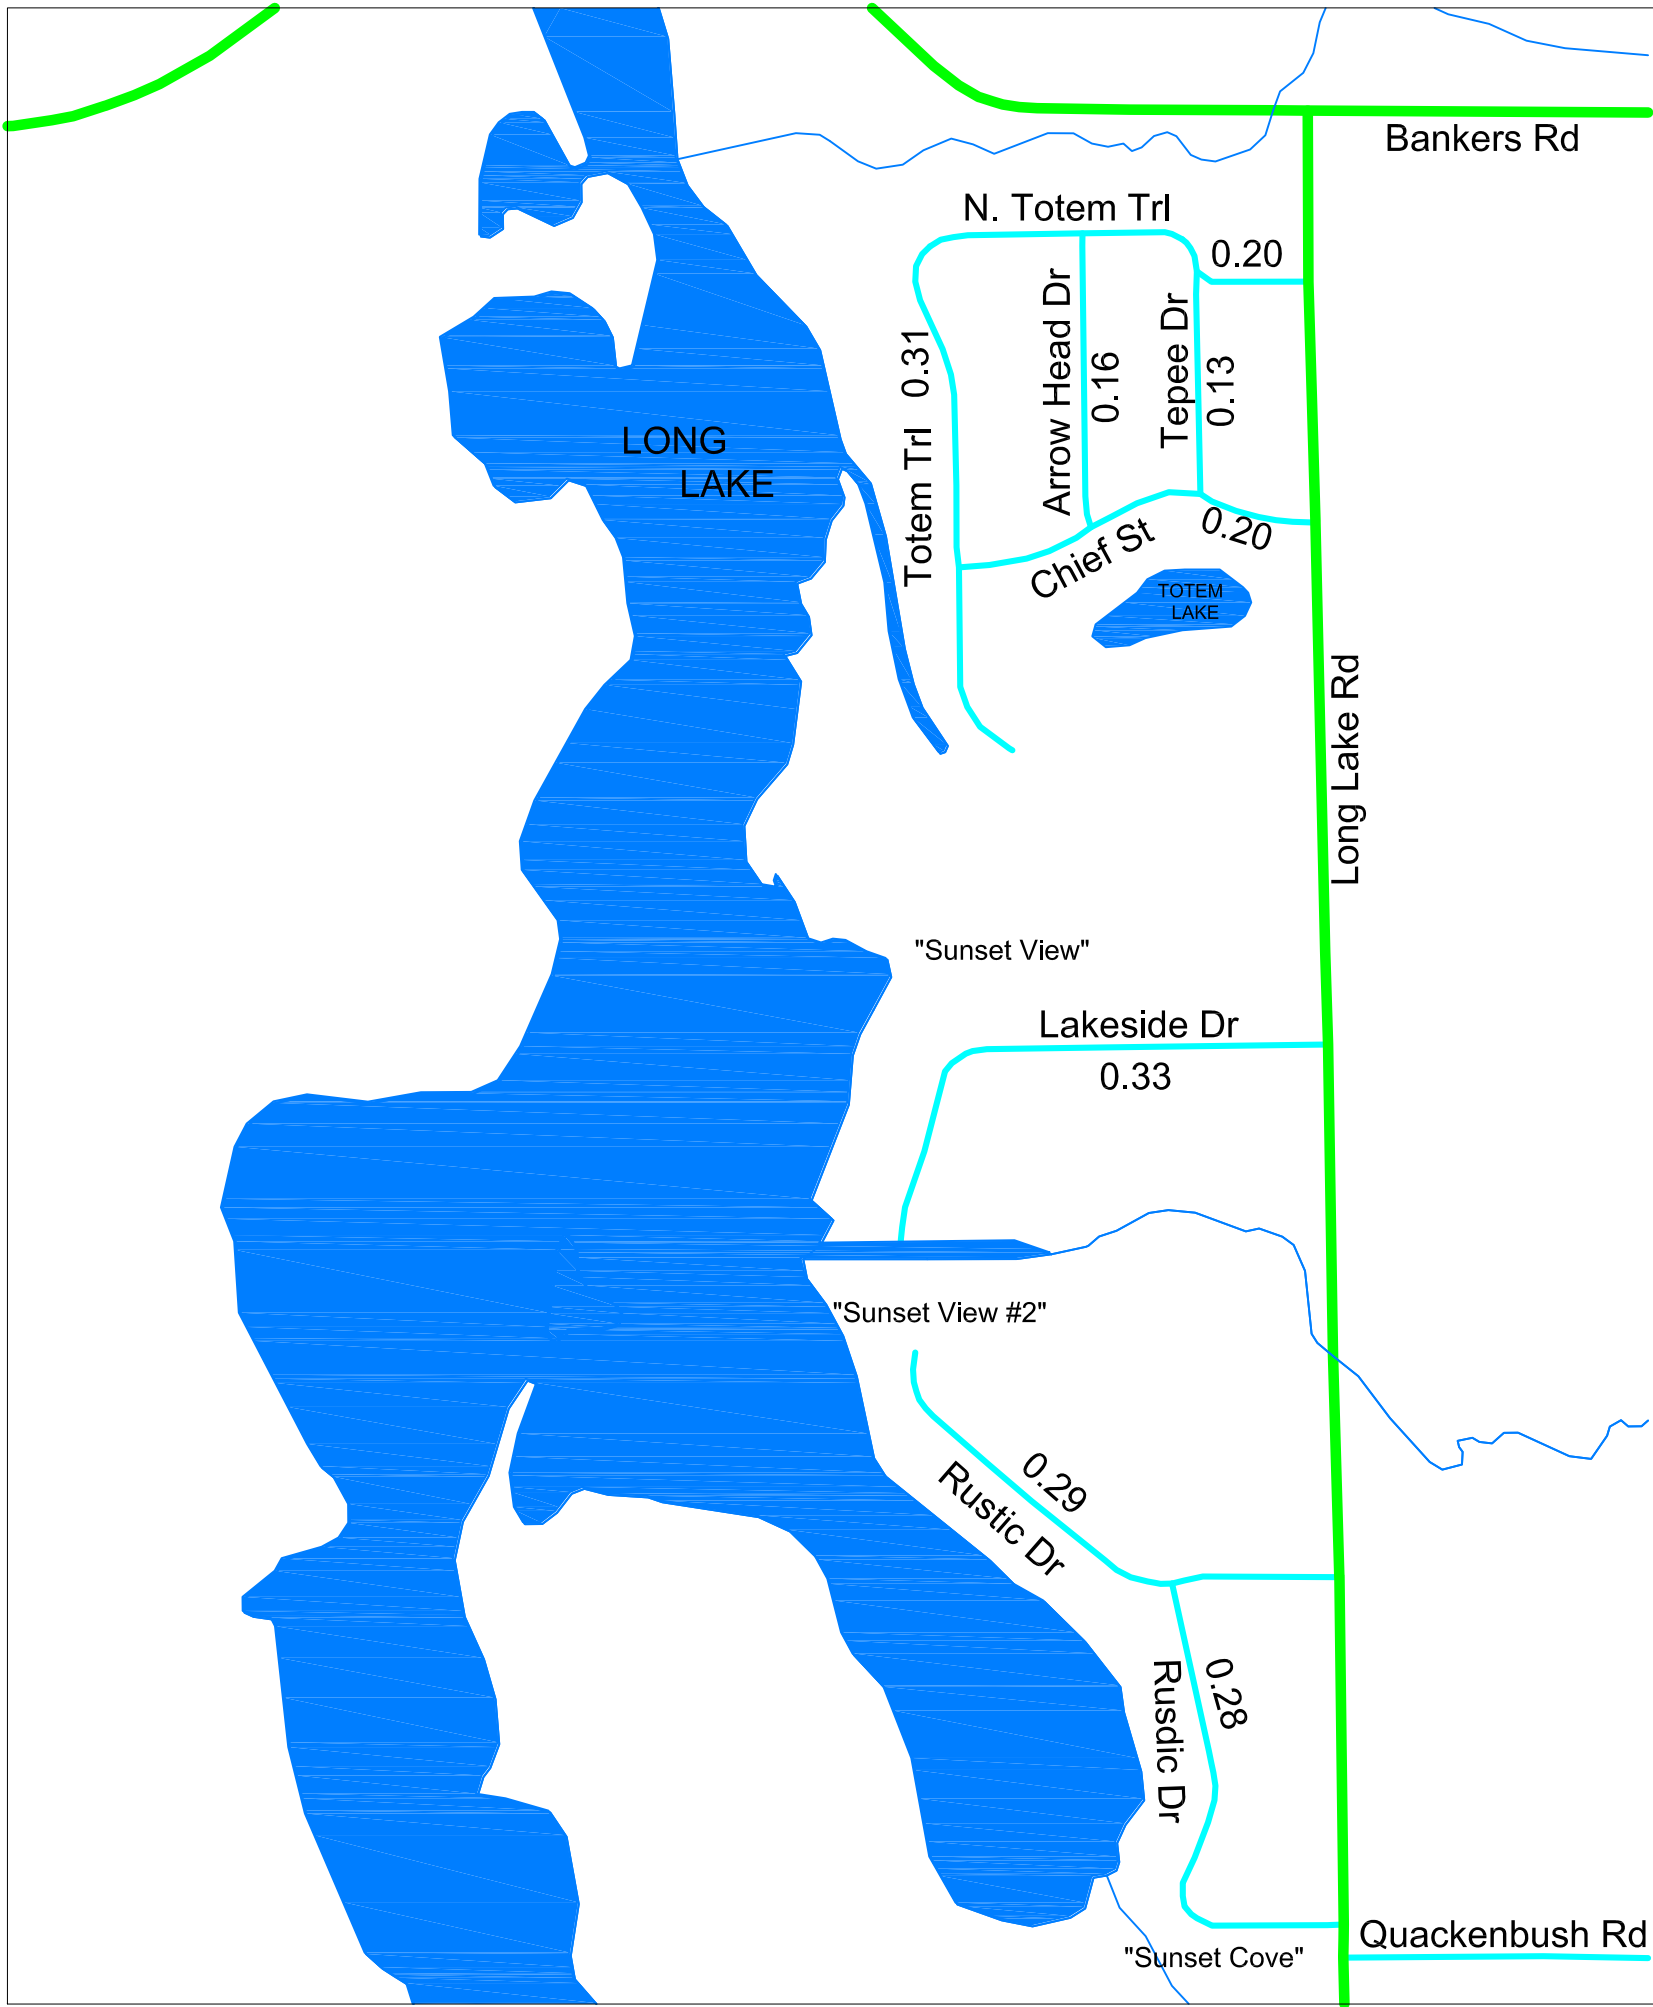 Bankers Rd
N. Totem Trl
0.20
Arrow Head Dr
0.16
Tepee Dr
0.13
Totem Trl 0.31
LONG
LAKE
0.20
Chief St
TOTEM
LAKE
Long Lake Rd
"Sunset View"
Lakeside Dr
0.33
"Sunset View #2"
0.29
Rustic Dr
0.28
Rusdic Dr
Quackenbush Rd
"Sunset Cove"